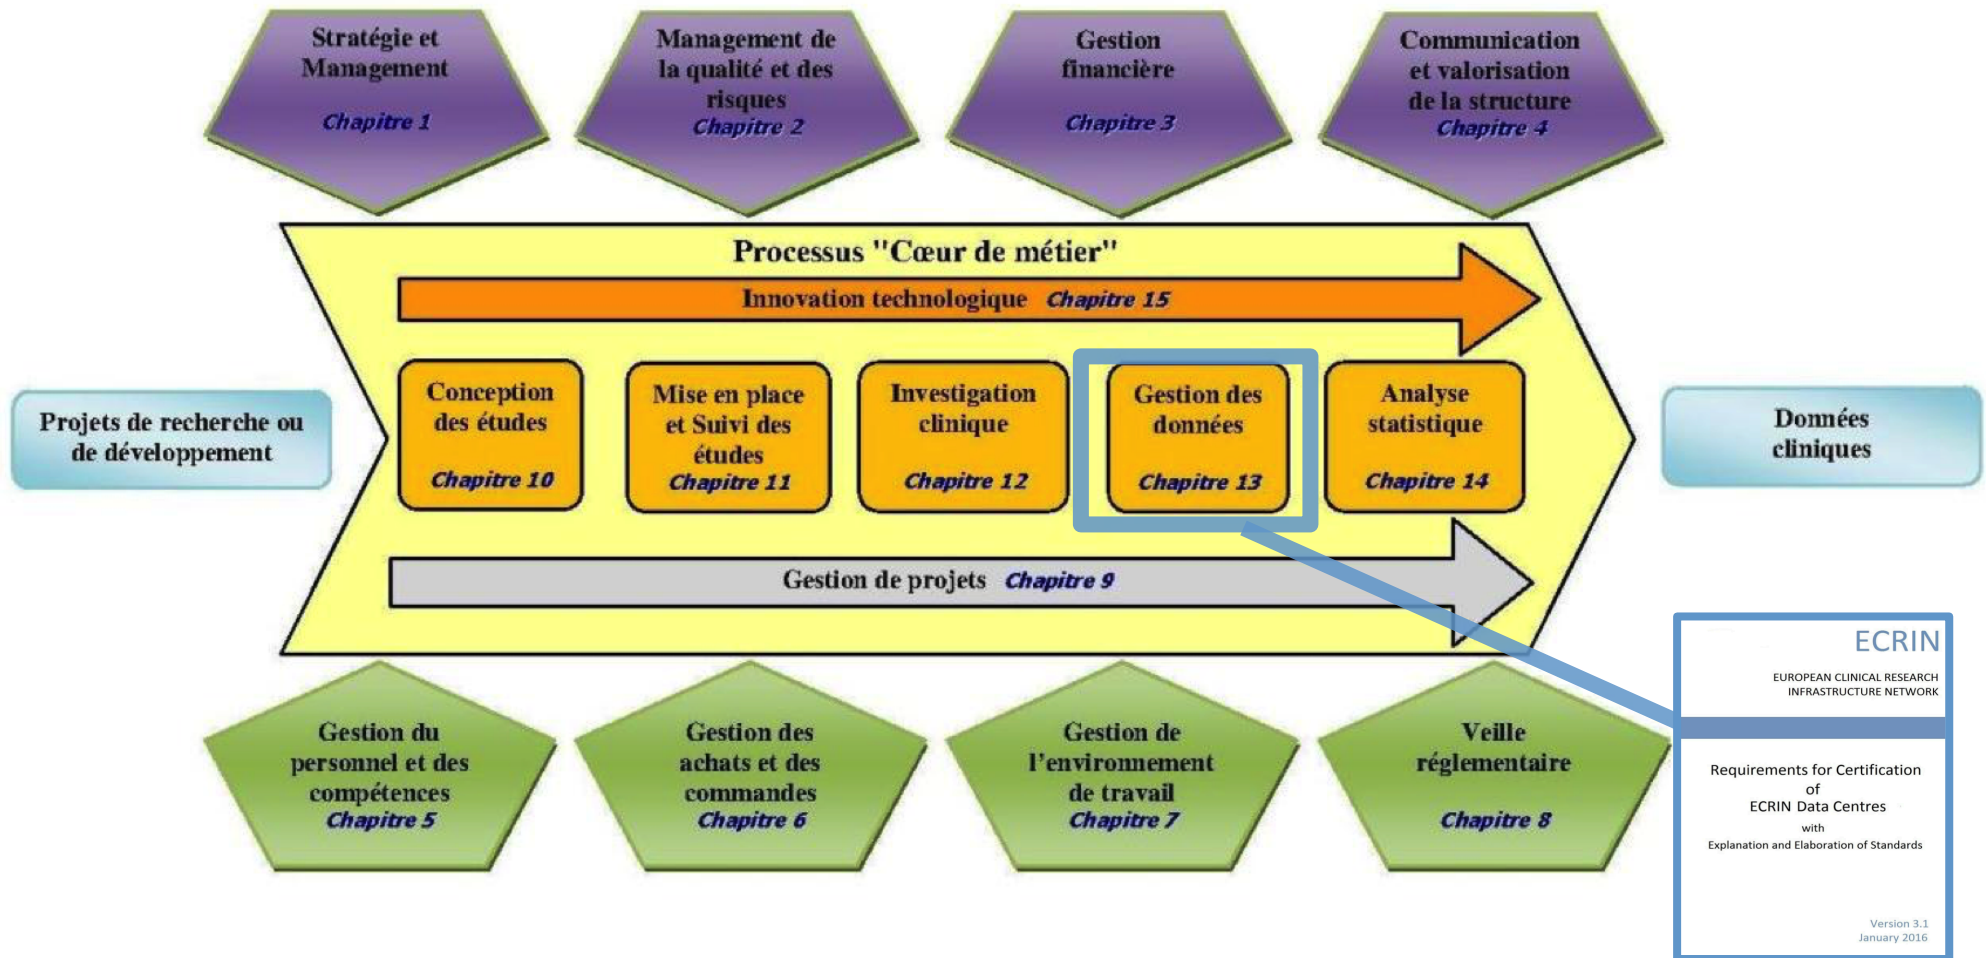 Stratégie et
Management
Chapitre 1
Management de
la qualité et des
risques
Chapitre 2
Gestion
financière
Chapitre 3
Communication
et valorisation
de la structure
Chapitre 4
Processus "Cœur de métier"
Innovation technologique Chapitre 15
Projets de recherche ou
de développement
Conception
des études
Chapitre 10
Mise en place
et Suivi des
études
Chapitre 11
Investigation
clinique
Chapitre 12
Gestion des
données
Chapitre 13
Analyse
statistique
Chapitre 14
Données
cliniques
Gestion de projets Chapitre 9
Gestion du
personnel et des
compétences
Chapitre 5
Gestion des
achats et des
commandes
Chapitre 6
Gestion de
l'environnement
de travail
Chapitre 7
Veille
réglementaire
Chapitre 8
ECRIN
EUROPEAN CLINICAL RESEARCH
INFRASTRUCTURE NETWORK
Requirements for Certification
of
ECRIN Data Centres
with
Explanation and Elaboration of Standards
Version 3.1
January 2016